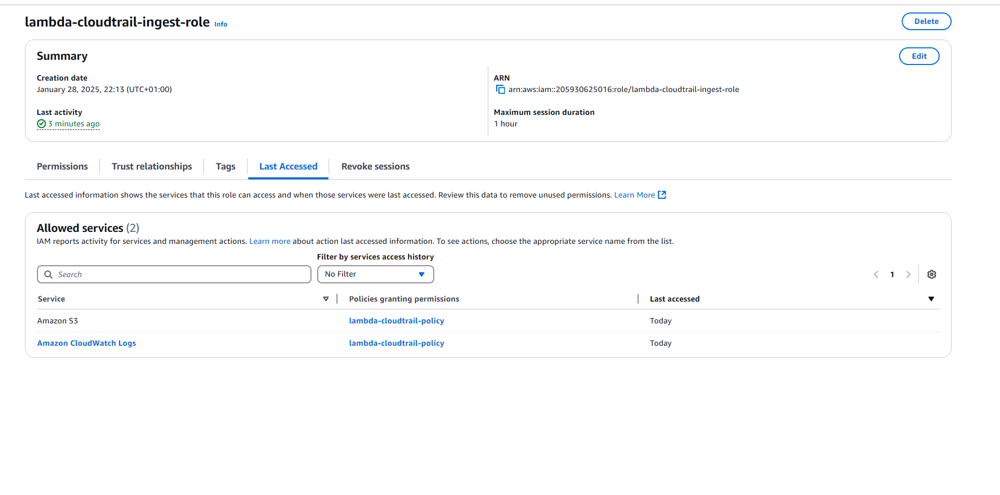 lambda-cloudtrail-ingest-role Info
Delete
Summary
Edit
Creation date
January 28, 2025, 22:13 (UTC+01:00)
ARN
arn:aws:iam::205930625016:role/lambda-cloudtrail-ingest-role
Last activity
3 minutes ago
Maximum session duration
1 hour
Permissions
Trust relationships
Tags
Last Accessed
Revoke sessions
Last accessed information shows the services that this role can access and when those services were last accessed. Review this data to remove unused permissions. Learn More
Allowed services (2)
IAM reports activity for services and management actions. Learn more about action last accessed information. To see actions, choose the appropriate service name from the list.
Filter by services access history
Search
No Filter
1
Service
Policies granting permissions
Last accessed
Amazon S3
lambda-cloudtrail-policy
Today
Amazon CloudWatch Logs
lambda-cloudtrail-policy
Today